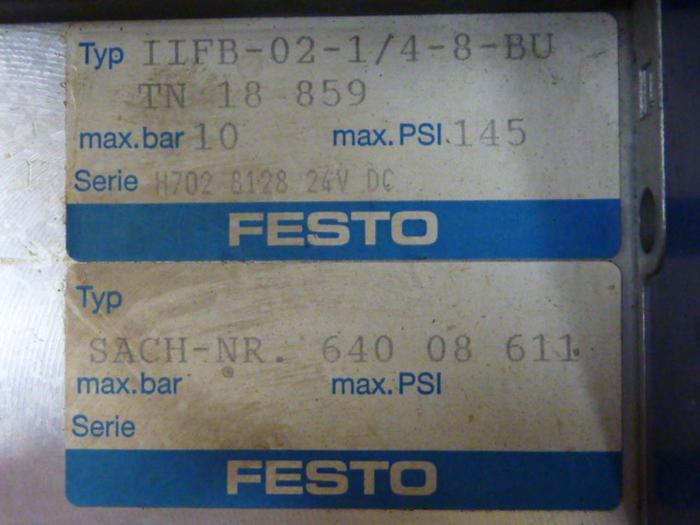 Typ IIFB-02-1/4-8-BU
TN 18 859
max.bar 10 max.PSI 145
Serie H702 8128 24V DC
FESTO
Typ
SACH-NR. 640 08 611
max.bar max.PSI
Serie
FESTO